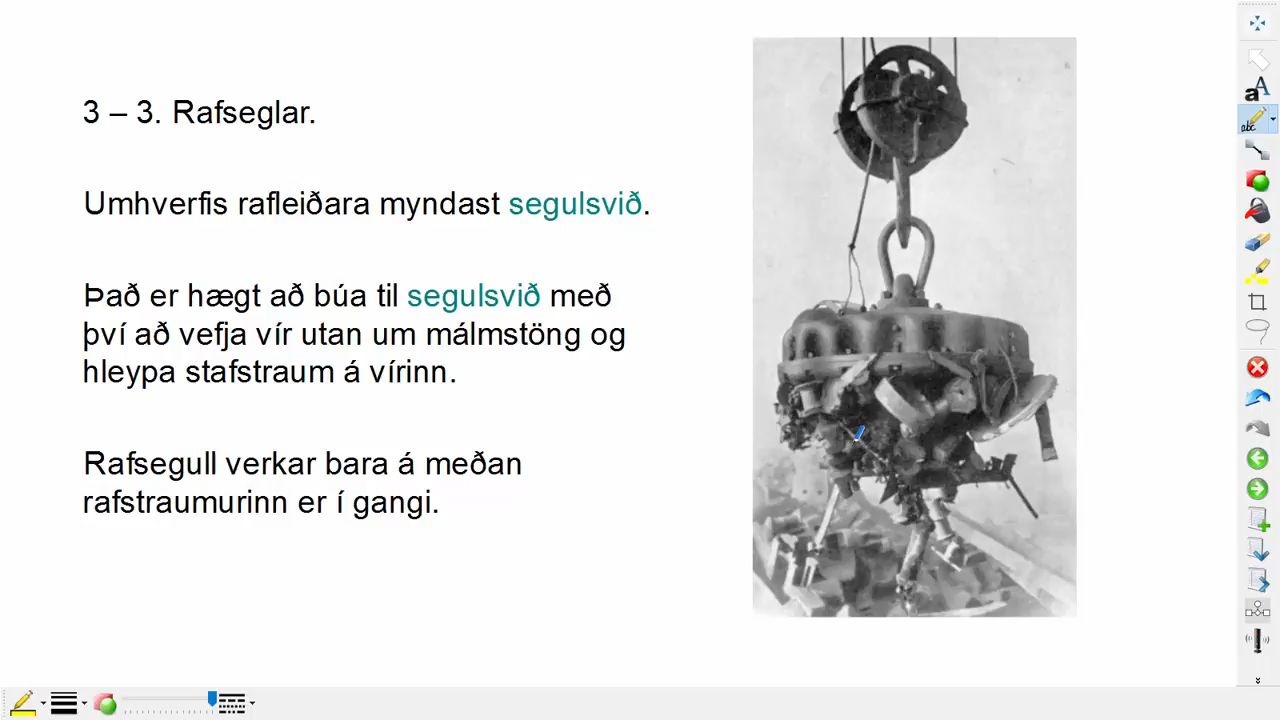 3 – 3. Rafseglar.
Umhverfis rafleiðara myndast segulsvið.
Það er hægt að búa til segulsvið með
því að vefja vír utan um málmstöng og
hleypa stafstraum á vírinn.
Rafsegull verkar bara á meðan
rafstraumurinn er í gangi.